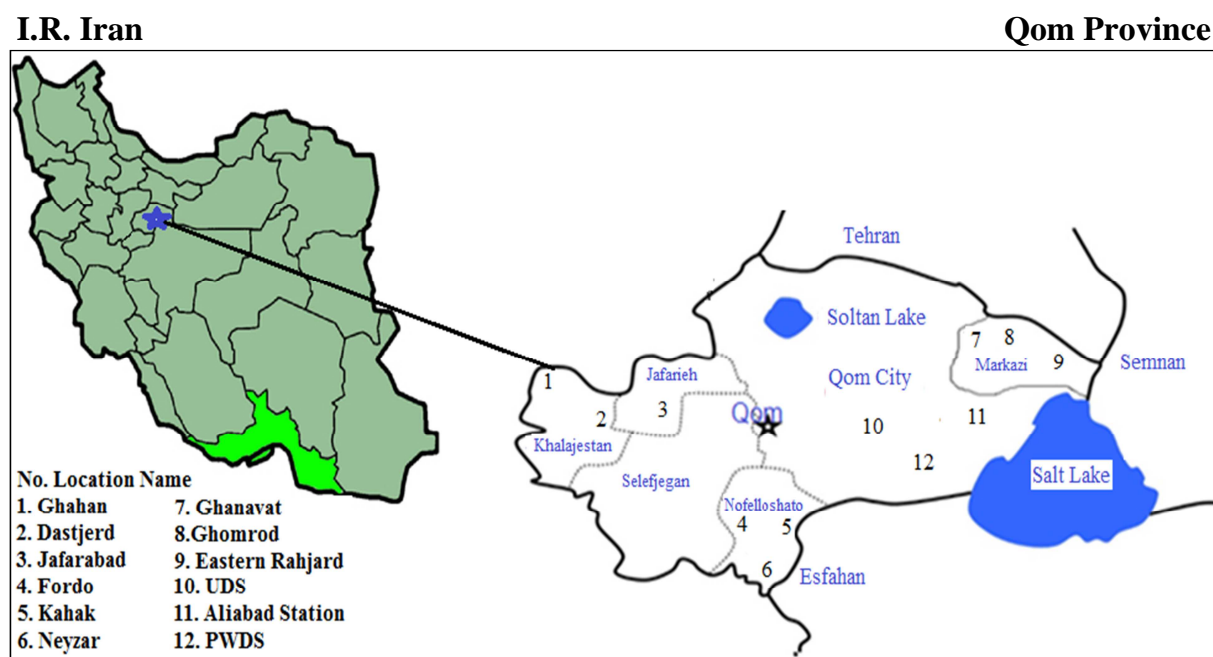 I.R. Iran
Qom Province
Tehran
Soltan Lake
7
8
Markazi
9
Semnan
Jafarieh
1
Qom City
2
3
Qom
10
11
Khalajestan
12
Selefjegan
Salt Lake
Nofelloshato
4
5
6
Esfahan
No. Location Name
1. Ghahan
7. Ghanavat
2. Dastjerd
8.Ghomrod
3. Jafarabad
9. Eastern Rahjard
4. Fordo
10. UDS
5. Kahak
11. Aliabad Station
6. Neyzar
12. PWDS